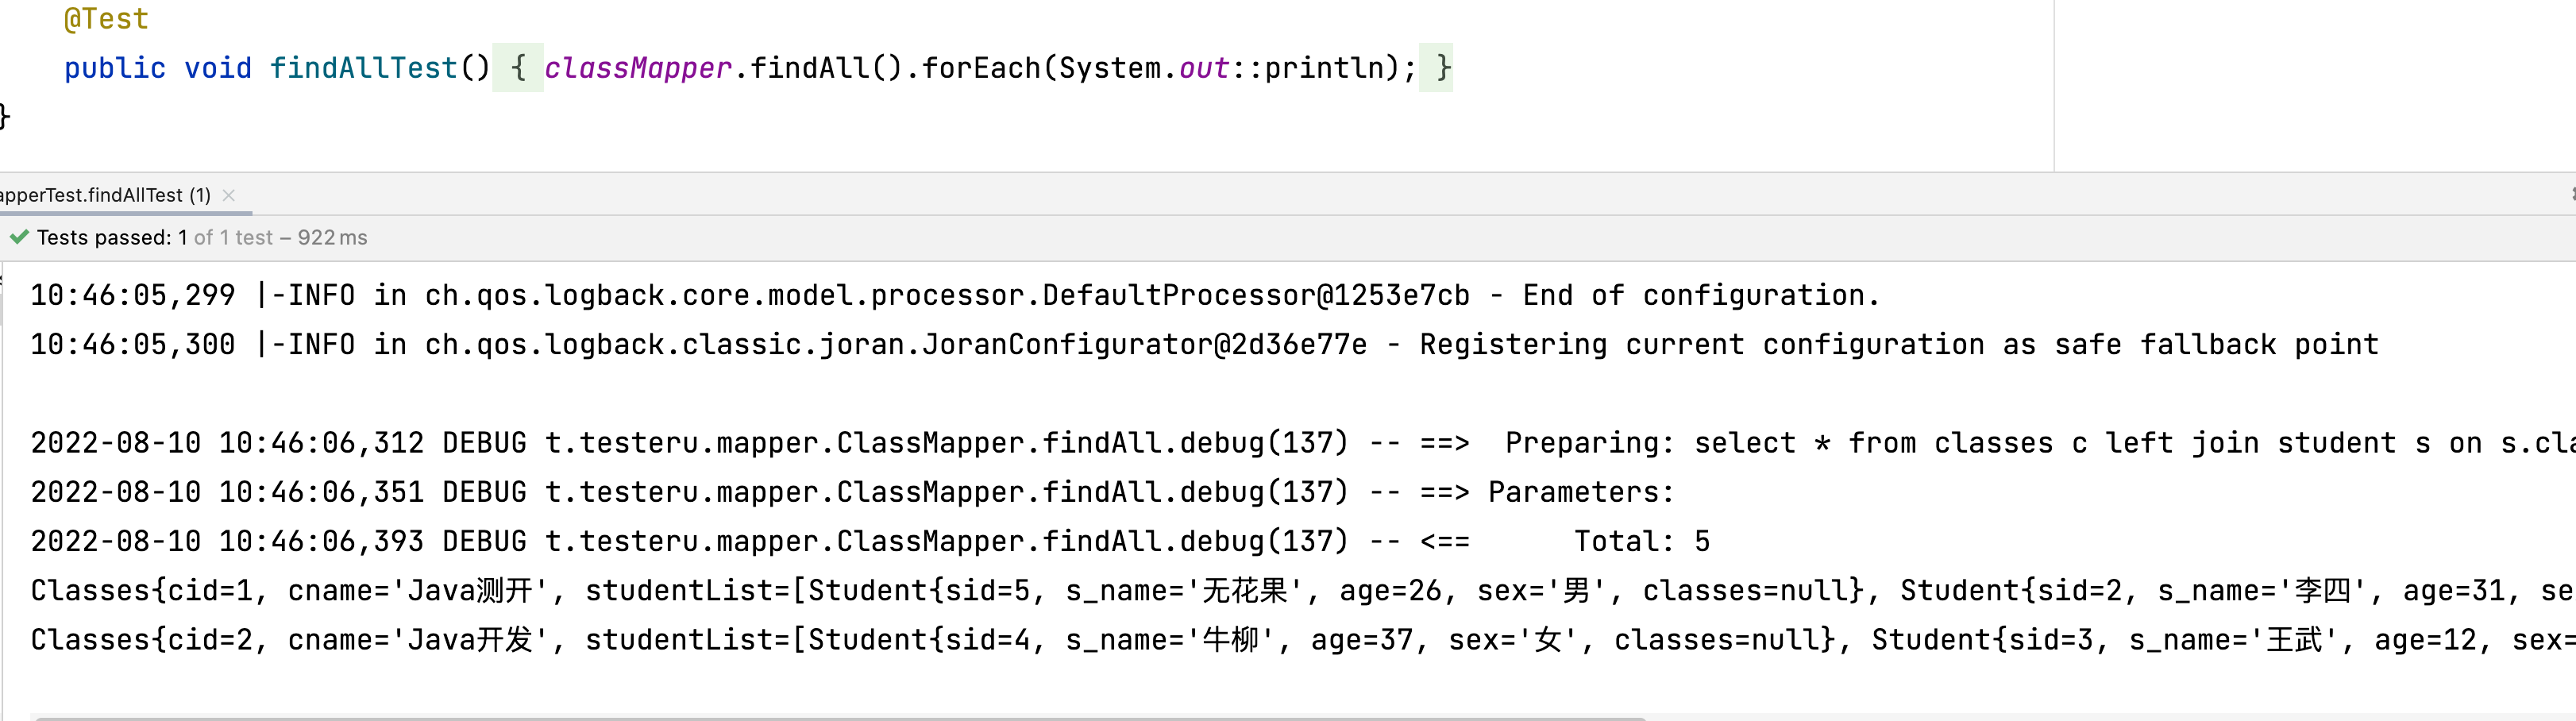 @Test
public void findAllTest() { classMapper.findAll().forEach(System.out::println); }
}
apperTest.findAllTest (1)
Tests passed: 1 of 1 test – 922 ms
10:46:05,299 |-INFO in ch.qos.logback.core.model.processor.DefaultProcessor@1253e7cb - End of configuration.
10:46:05,300 |-INFO in ch.qos.logback.classic.joran.JoranConfigurator@2d36e77e - Registering current configuration as safe fallback point
2022-08-10 10:46:06,312 DEBUG t.testeru.mapper.ClassMapper.findAll.debug(137) -- ==>  Preparing: select * from classes c left join student s on s.cla
2022-08-10 10:46:06,351 DEBUG t.testeru.mapper.ClassMapper.findAll.debug(137) -- ==> Parameters:
2022-08-10 10:46:06,393 DEBUG t.testeru.mapper.ClassMapper.findAll.debug(137) -- <==      Total: 5
Classes{cid=1, cname='Java测开', studentList=[Student{sid=5, s_name='无花果', age=26, sex='男', classes=null}, Student{sid=2, s_name='李四', age=31, se
Classes{cid=2, cname='Java开发', studentList=[Student{sid=4, s_name='牛柳', age=37, sex='女', classes=null}, Student{sid=3, s_name='王武', age=12, sex=